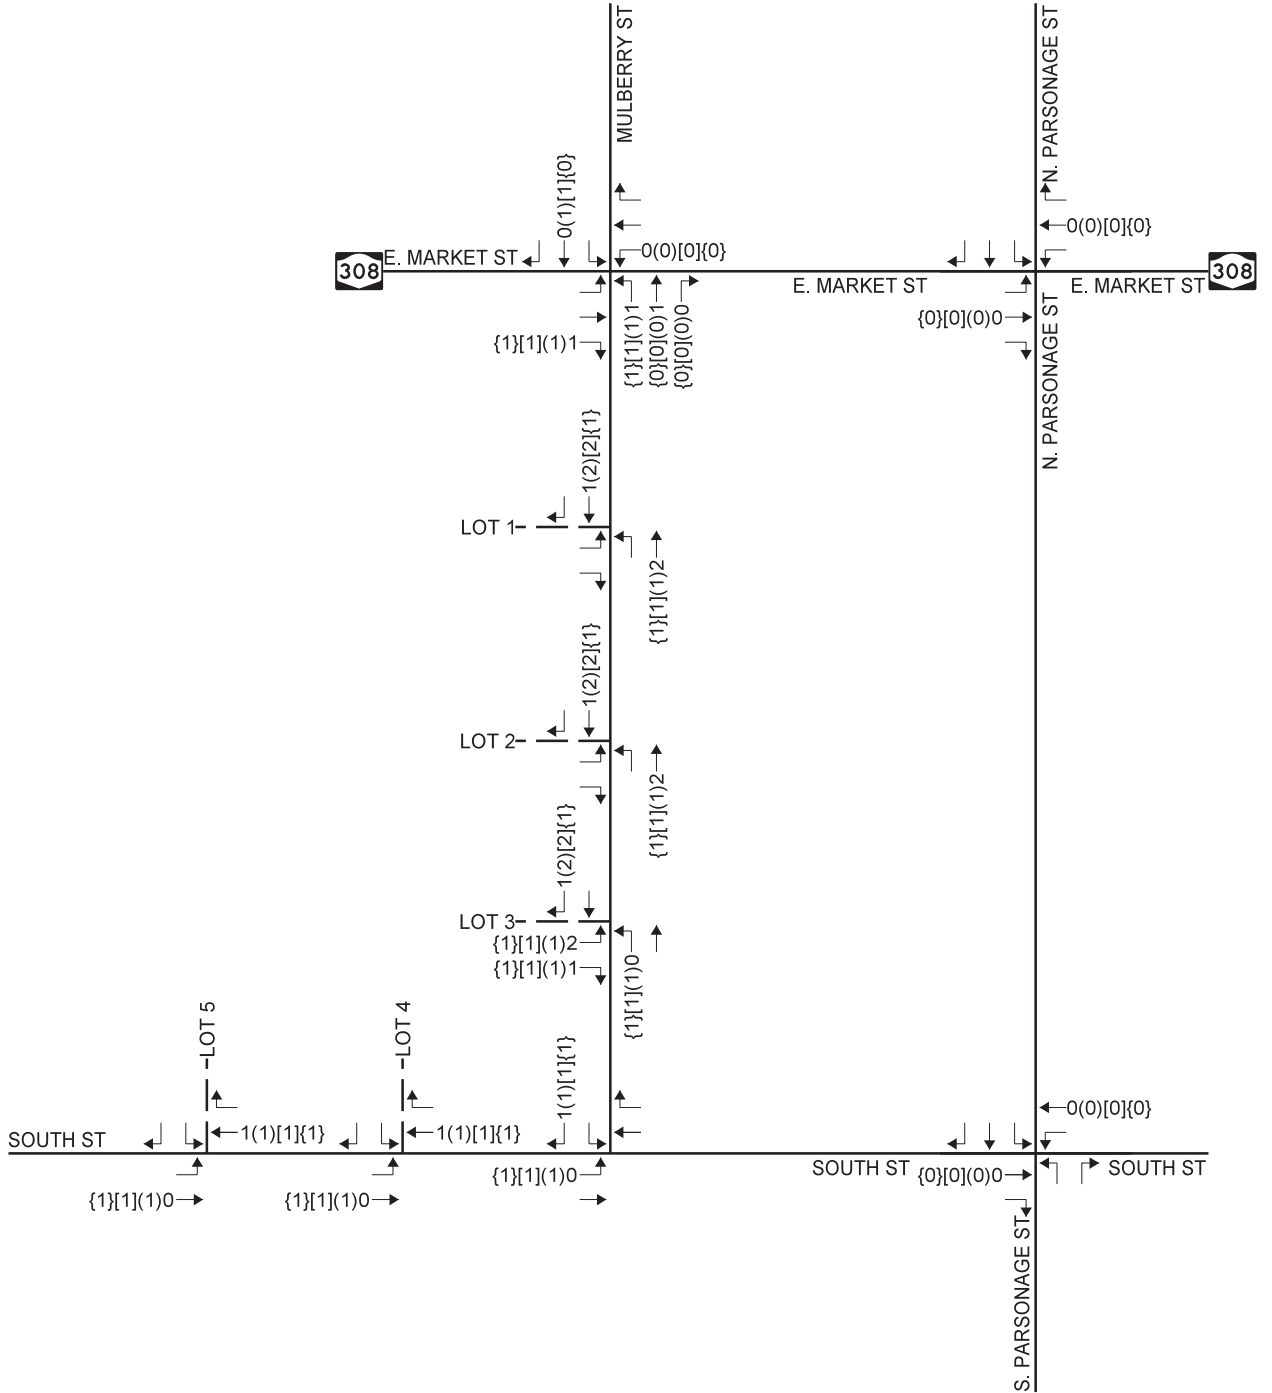 MULBERRY ST
N. PARSONAGE ST
0(1)[1]{0}
0(0)[0]{0}
E. MARKET ST
0(0)[0]{0}
308
308
E. MARKET ST
E. MARKET ST
{1}[1](1)1
{1}[1](1)1
{0}[0](0)1
{0}[0](0)0
{0}[0](0)0
N. PARSONAGE ST
1(2)[2]{1}
LOT 1
{1}[1](1)2
1(2)[2]{1}
LOT 2
{1}[1](1)2
1(2)[2]{1}
LOT 3
{1}[1](1)2
{1}[1](1)1
{1}[1](1)0
LOT 5
LOT 4
1(1)[1]{1}
0(0)[0]{0}
SOUTH ST
1(1)[1]{1}
1(1)[1]{1}
{1}[1](1)0
{1}[1](1)0
{1}[1](1)0
SOUTH ST
{0}[0](0)0
SOUTH ST
S. PARSONAGE ST